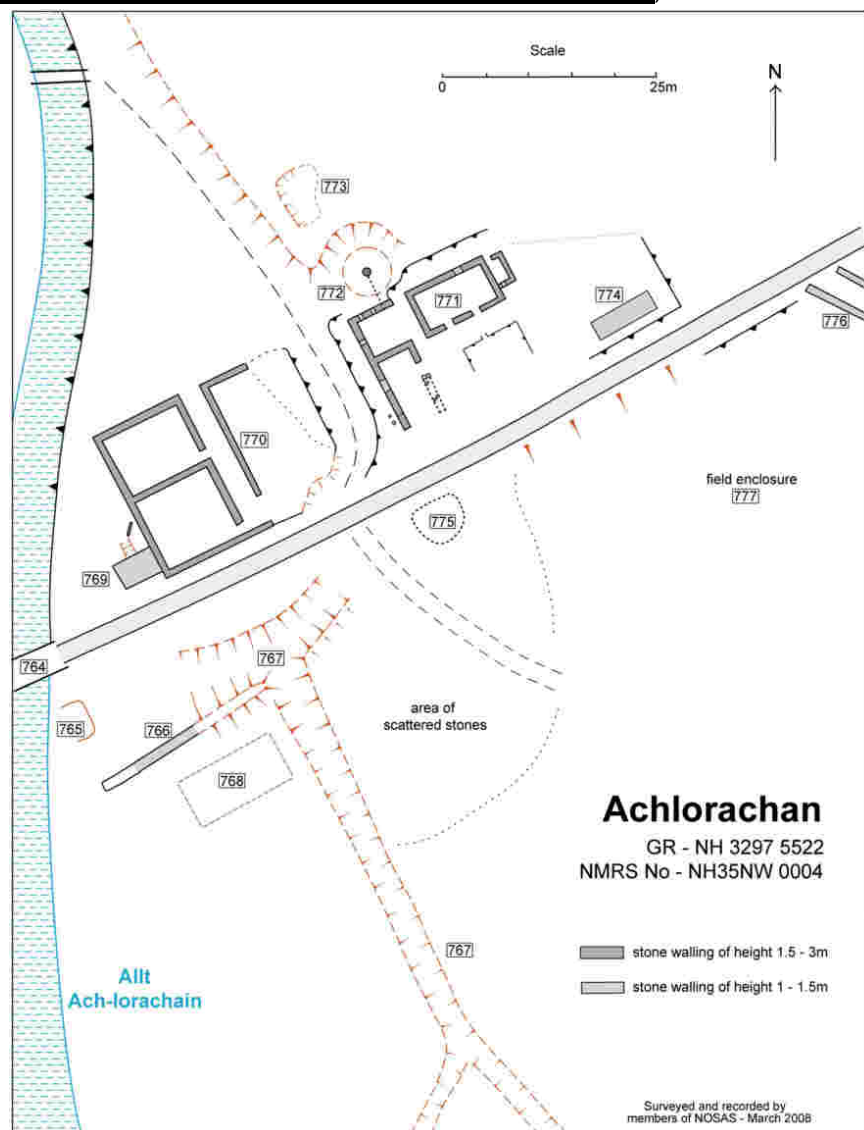 Scale
0
25m
N
773
772
771
774
776
770
field enclosure
777
775
769
764
767
765
766
area of
scattered stones
768
Achlorachan
GR - NH 3297 5522
NMRS No - NH35NW 0004
767
stone walling of height 1.5 - 3m
Allt
Ach-lorachain
stone walling of height 1 - 1.5m
Surveyed and recorded by
members of NOSAS - March 2008